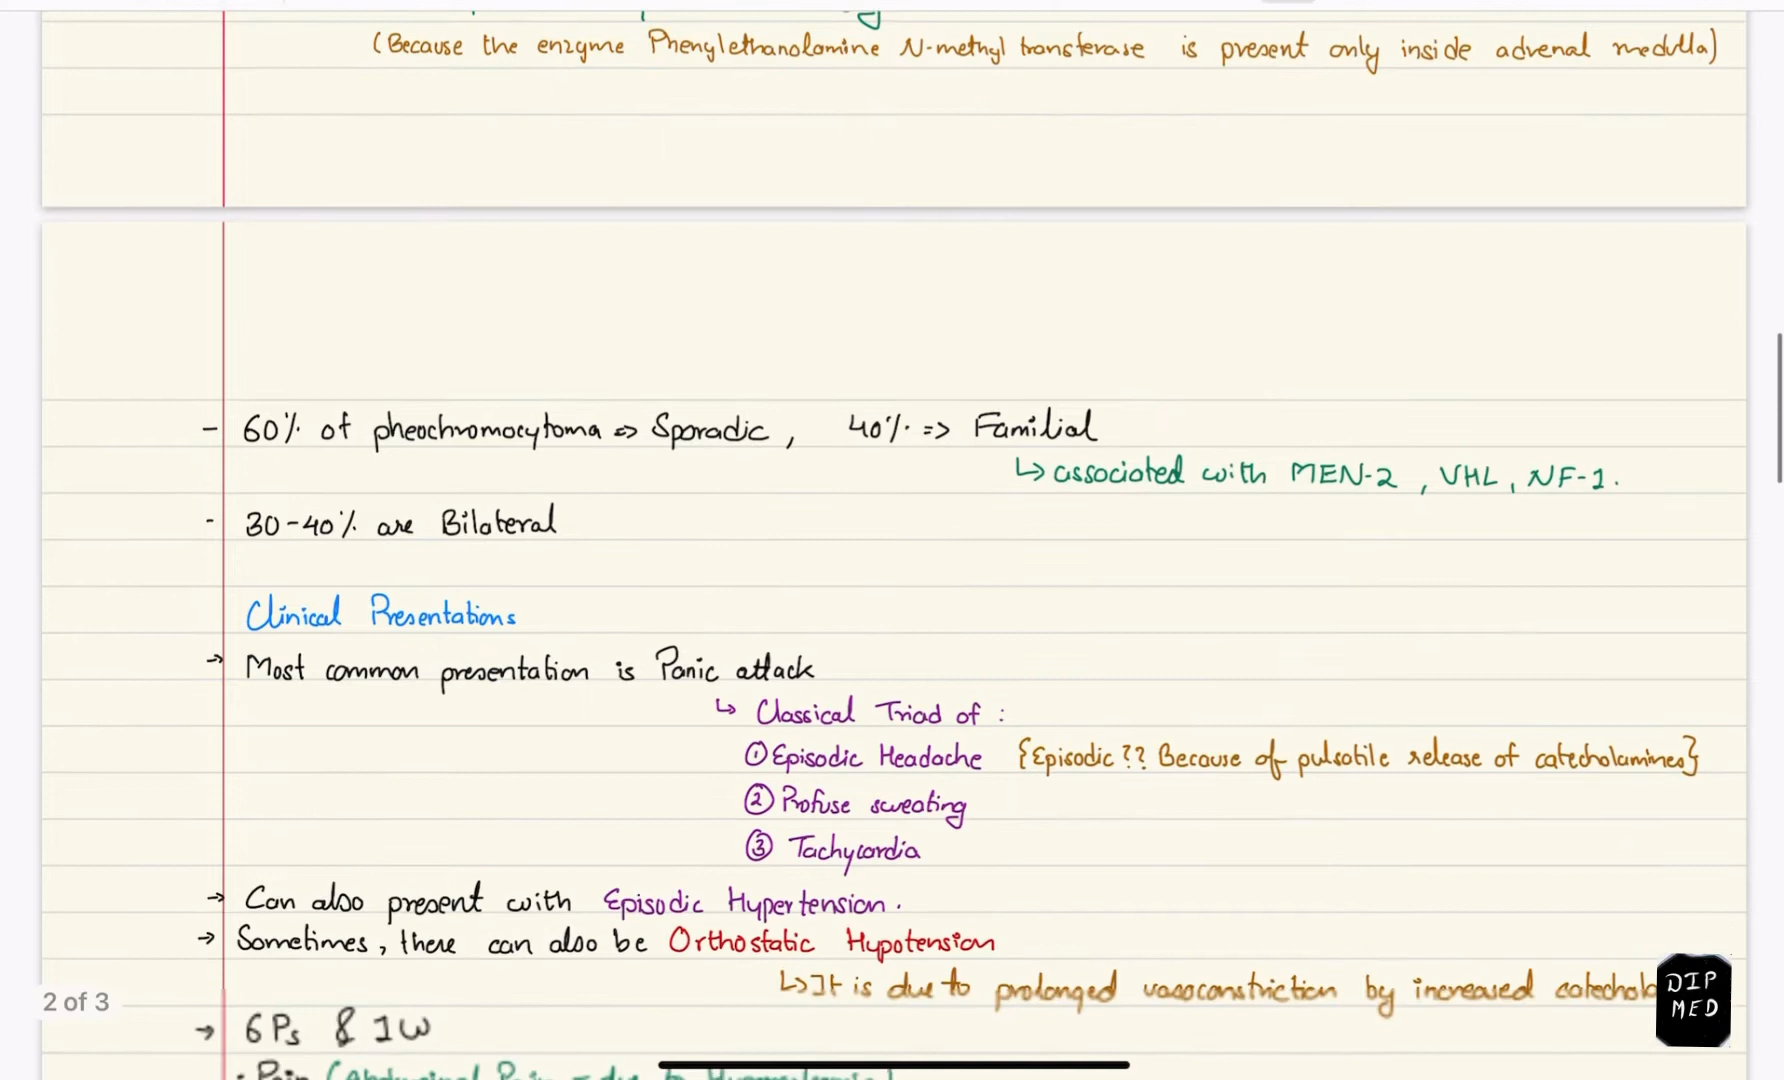 (Because the enzyme Phenylethanolamine N-methyl transferase is present only inside adrenal medulla)
- 60% of pheochromocytoma => Sporadic, 40% => Familial
↳ associated with MEN-2, VHL, NF-1.
- 30-40% are Bilateral
Clinical Presentations
→ Most common presentation is Panic attack
↳ Classical Triad of :
① Episodic Headache {Episodic?? Because of pulsatile release of catecholamines}
② Profuse sweating
③ Tachycardia
→ Can also present with Episodic Hypertension.
→ Sometimes, there can also be Orthostatic Hypotension
↳ It is due to prolonged vasoconstriction by increased catechol
DIP
MED
2 of 3
→ 6Ps & 1W
• Pain (Abdominal Pain